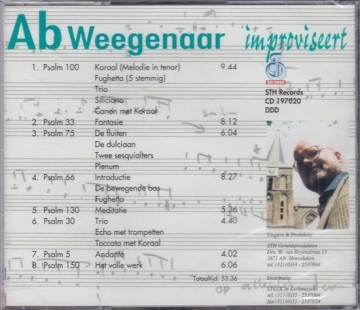 Ab Weegenaar improviseert
1. Psalm 100 Koraal (Melodie in tenor) 9.44
Fughetta (5 stemmig)
Trio
Siciliano
Canon met Koraal
2. Psalm 33 Fantasie 8.12
3. Psalm 75 De fluiten 6.04
De dulciaan
Twee sesquialters
Plenum
4. Psalm 66 Introductie 8.27
De bewegende bas
Fughetta
5. Psalm 130 Meditatie 5.36
6. Psalm 30 Trio 4.40
Echo met trompetten
Toccata met Koraal
7. Psalm 5 Andante 4.02
8. Psalm 150 Het volle werk 6.06
Totaaltijd: 53.36
STH Records
CD 197020
DDD
Uitgave & Produktie:
STH Geluidsproduktie